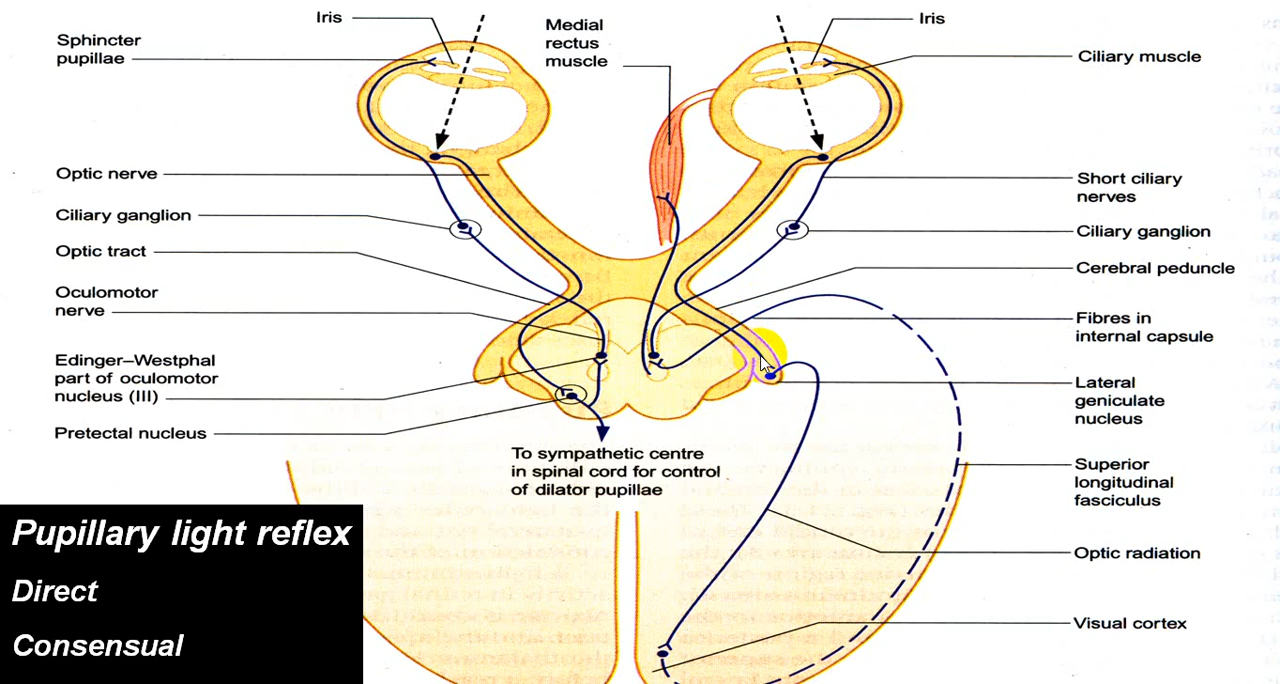 Iris
Sphincter
pupillae
Medial
rectus
muscle
Iris
Ciliary muscle
Optic nerve
Ciliary ganglion
Optic tract
Oculomotor
nerve
Edinger–Westphal
part of oculomotor
nucleus (III)
Pretectal nucleus
Short ciliary
nerves
Ciliary ganglion
Cerebral peduncle
Fibres in
internal capsule
Lateral
geniculate
nucleus
Superior
longitudinal
fasciculus
Optic radiation
Visual cortex
To sympathetic centre
in spinal cord for control
of dilator pupillae
Pupillary light reflex
Direct
Consensual